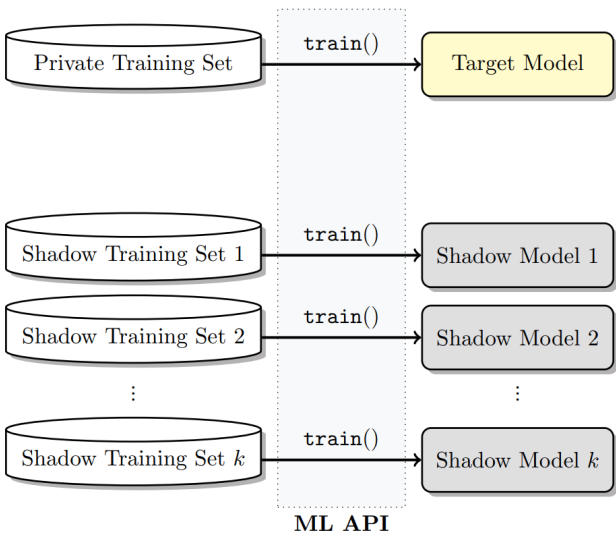 Private Training Set train() Target Model
Shadow Training Set 1 train() Shadow Model 1
Shadow Training Set 2 train() Shadow Model 2
⋮ ⋮
Shadow Training Set k train() Shadow Model k
ML API